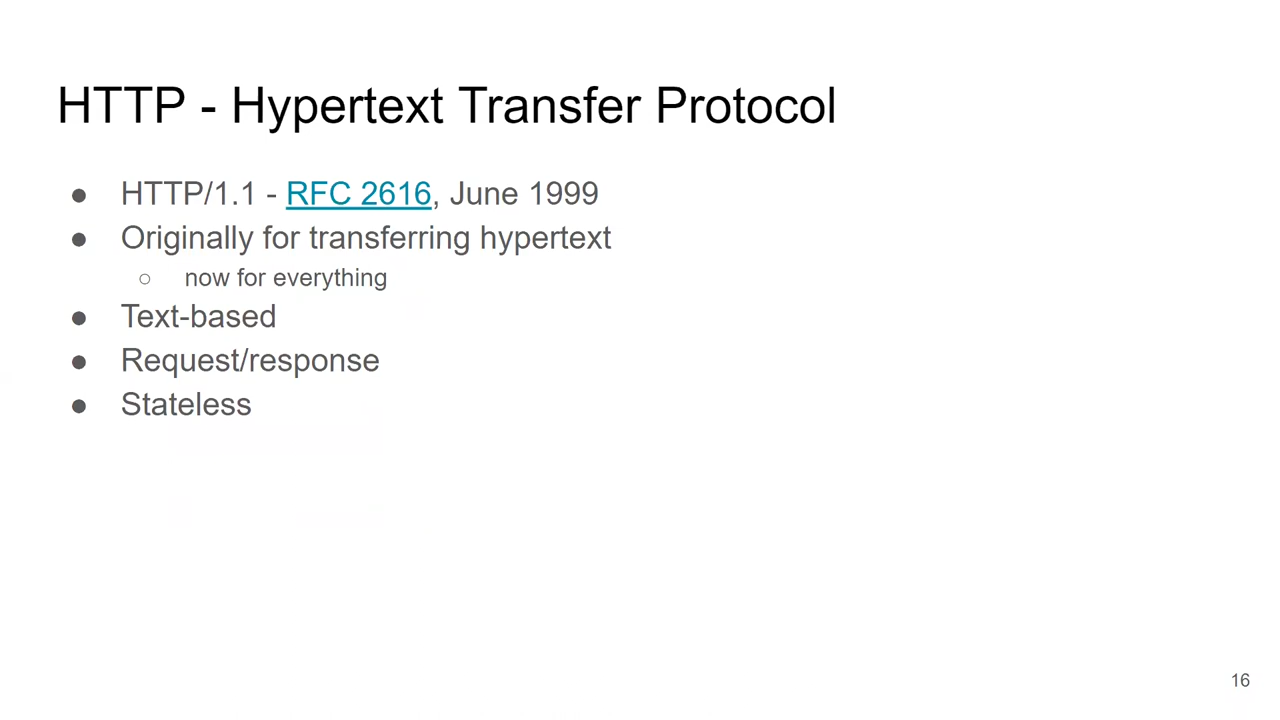 HTTP - Hypertext Transfer Protocol
● HTTP/1.1 - RFC 2616, June 1999
● Originally for transferring hypertext
○ now for everything
● Text-based
● Request/response
● Stateless
16